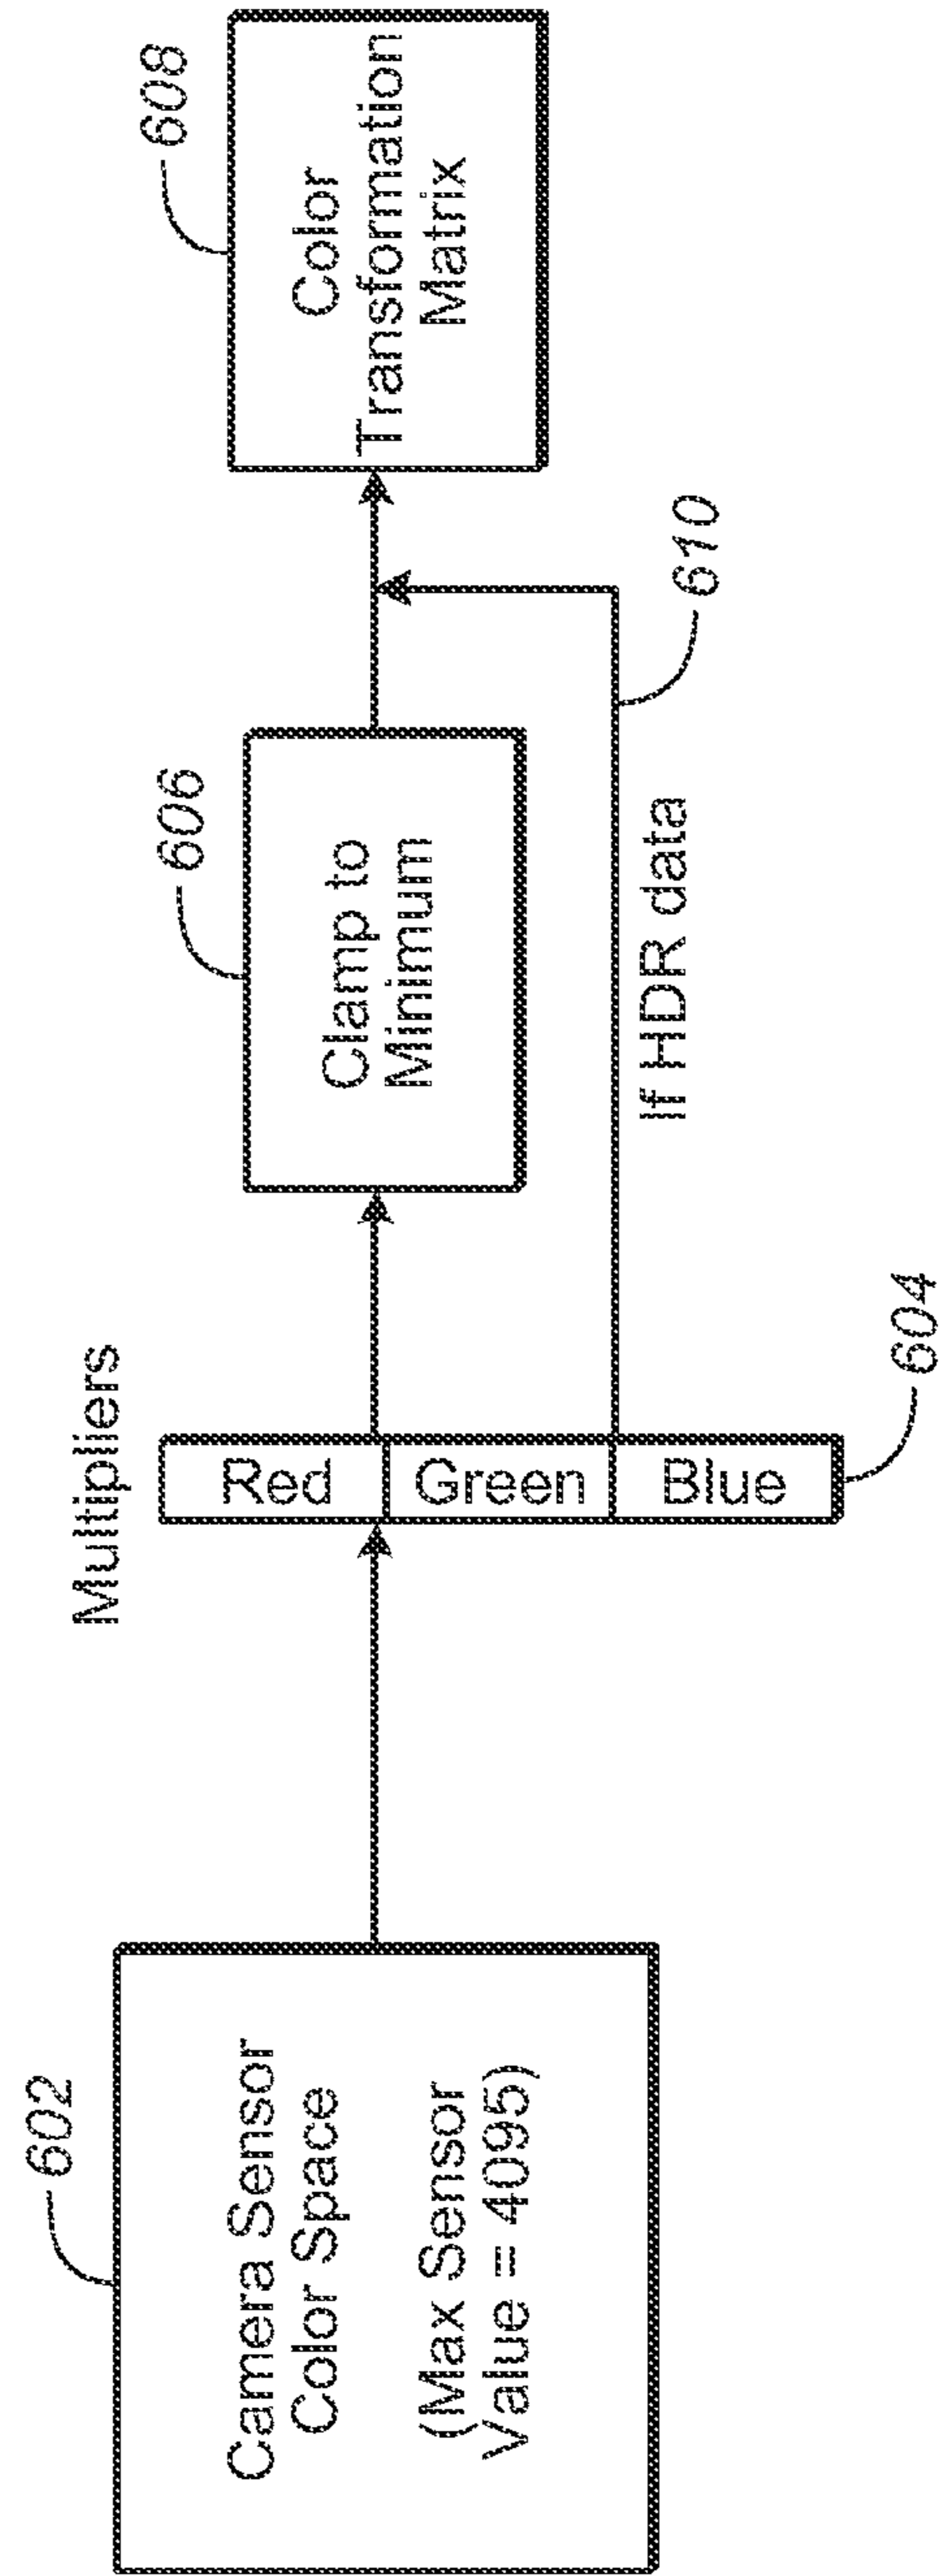 602
Camera Sensor
Color Space
(Max Sensor
Value = 4095)
Multipliers
Red
Green
Blue
604
606
Clamp to
Minimum
If HDR data
610
608
Color
Transformation
Matrix